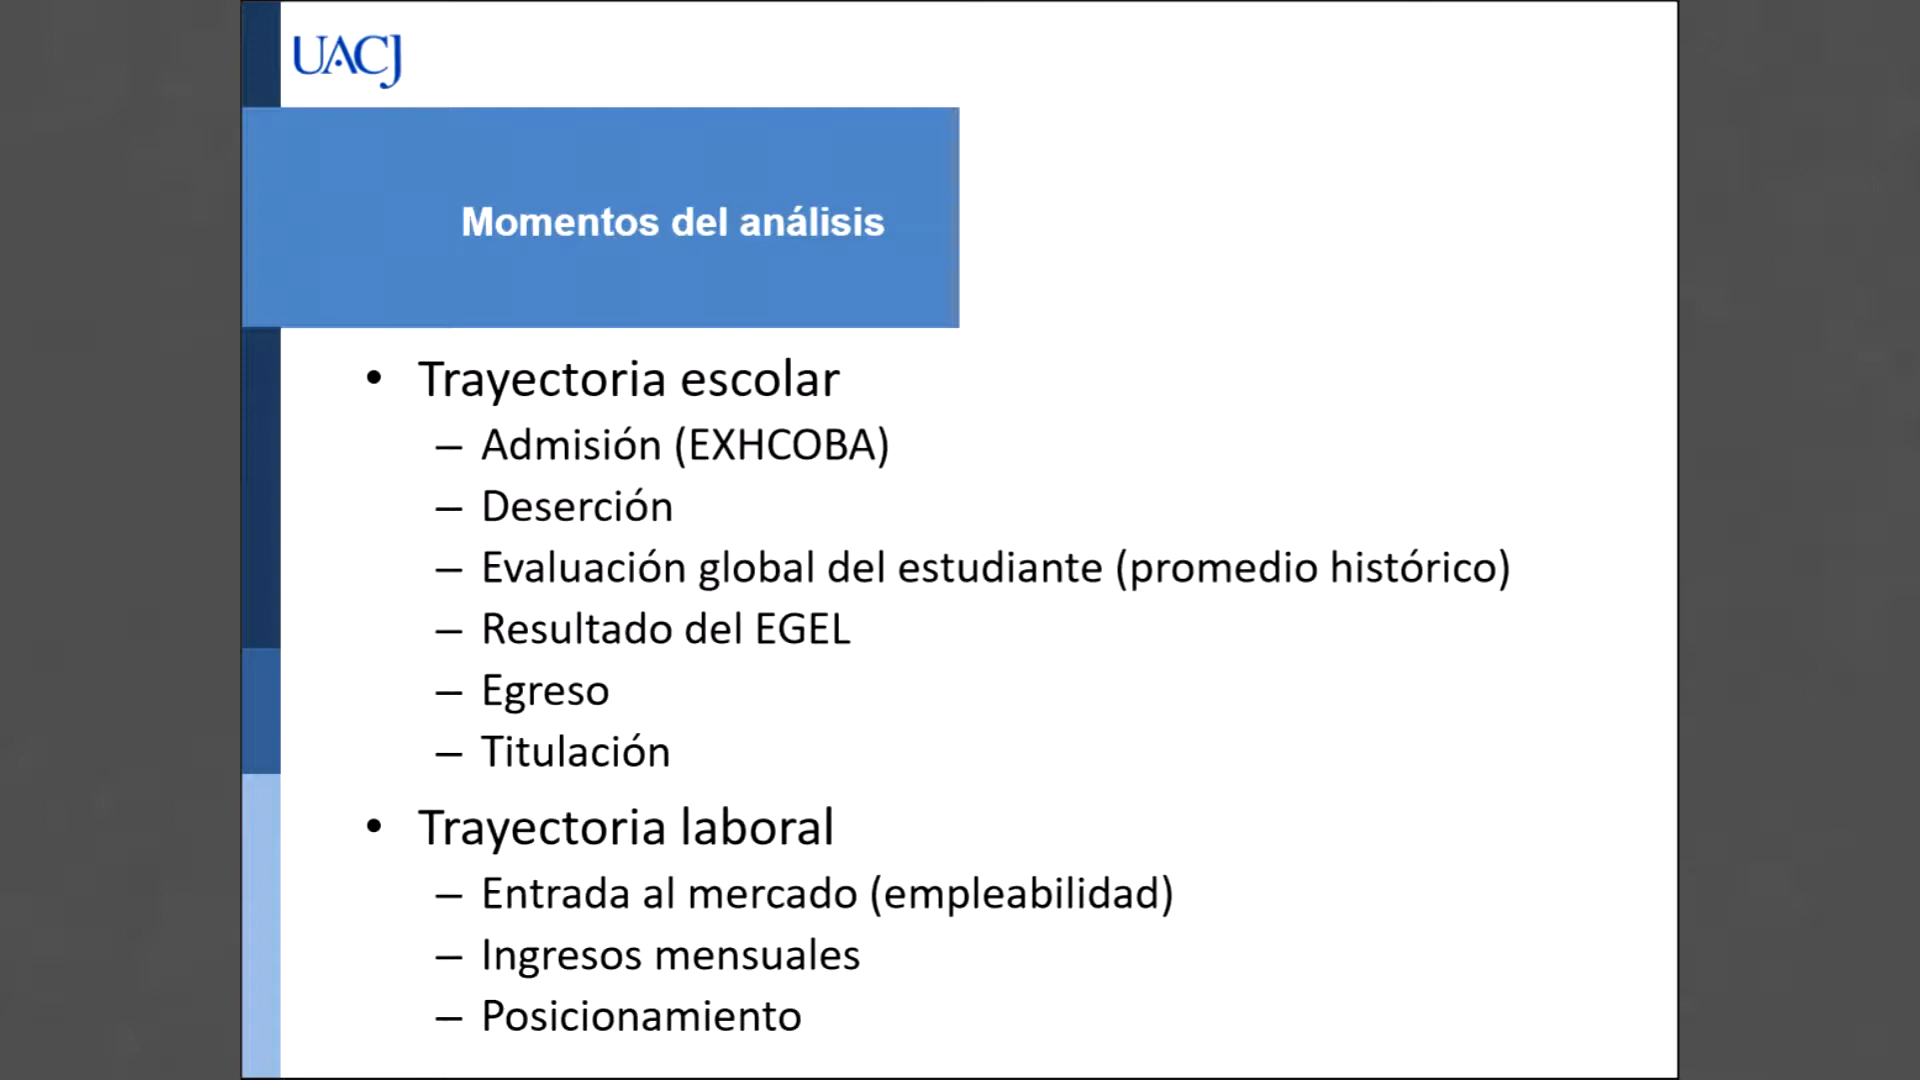 UACJ
Momentos del análisis
• Trayectoria escolar
– Admisión (EXHCOBA)
– Deserción
– Evaluación global del estudiante (promedio histórico)
– Resultado del EGEL
– Egreso
– Titulación
• Trayectoria laboral
– Entrada al mercado (empleabilidad)
– Ingresos mensuales
– Posicionamiento